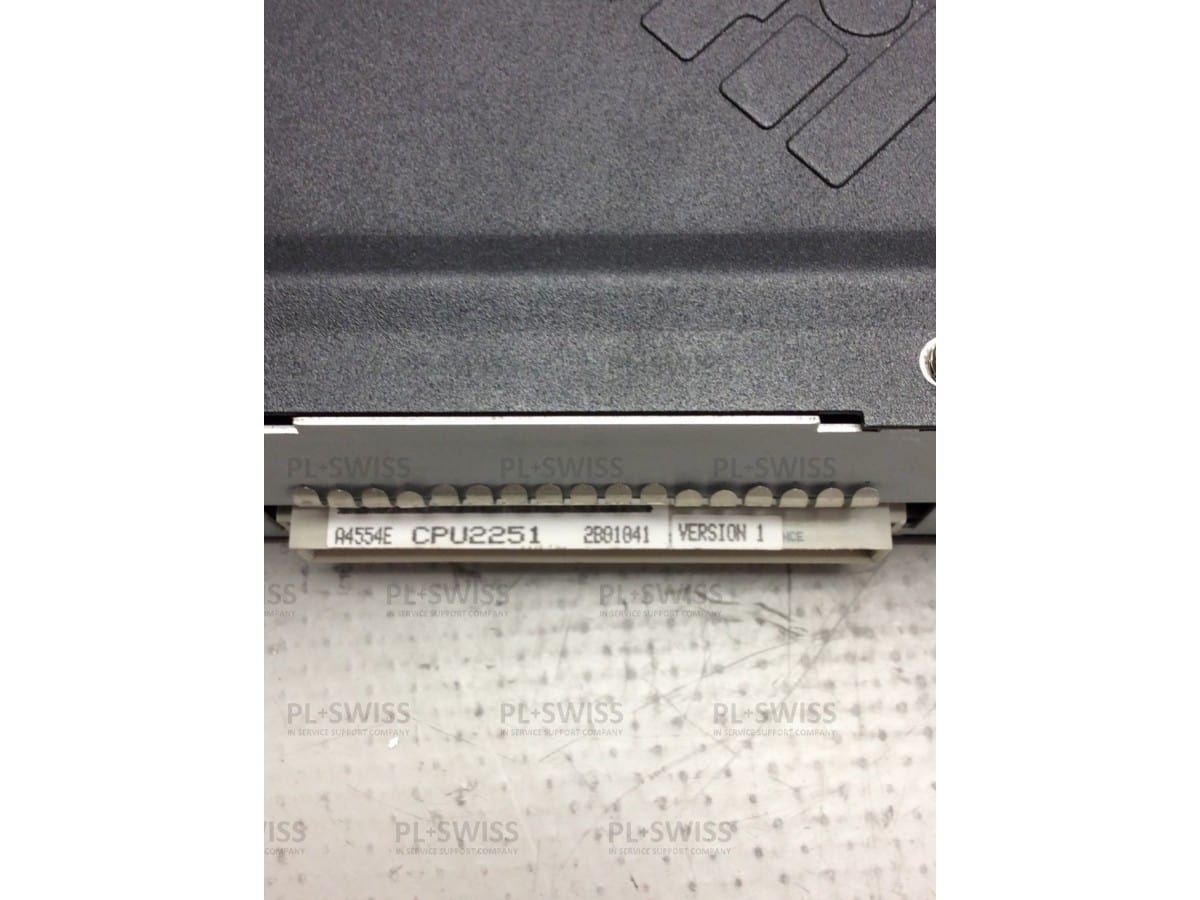 PL+SWISS PL+SWISS PL+SWISS
A4554E CPU2251 2B01041 VERSION 1
PL+SWISS PL+SWISS
IN SERVICE SUPPORT COMPANY IN SERVICE SUPPORT COMPANY
PL+SWISS PL+SWISS PL+SWISS
IN SERVICE SUPPORT COMPANY IN SERVICE SUPPORT COMPANY IN SERVICE SUPPORT COMPANY
PL+SWISS PL+SWISS
IN SERVICE SUPPORT COMPANY IN SERVICE SUPPORT COMPANY